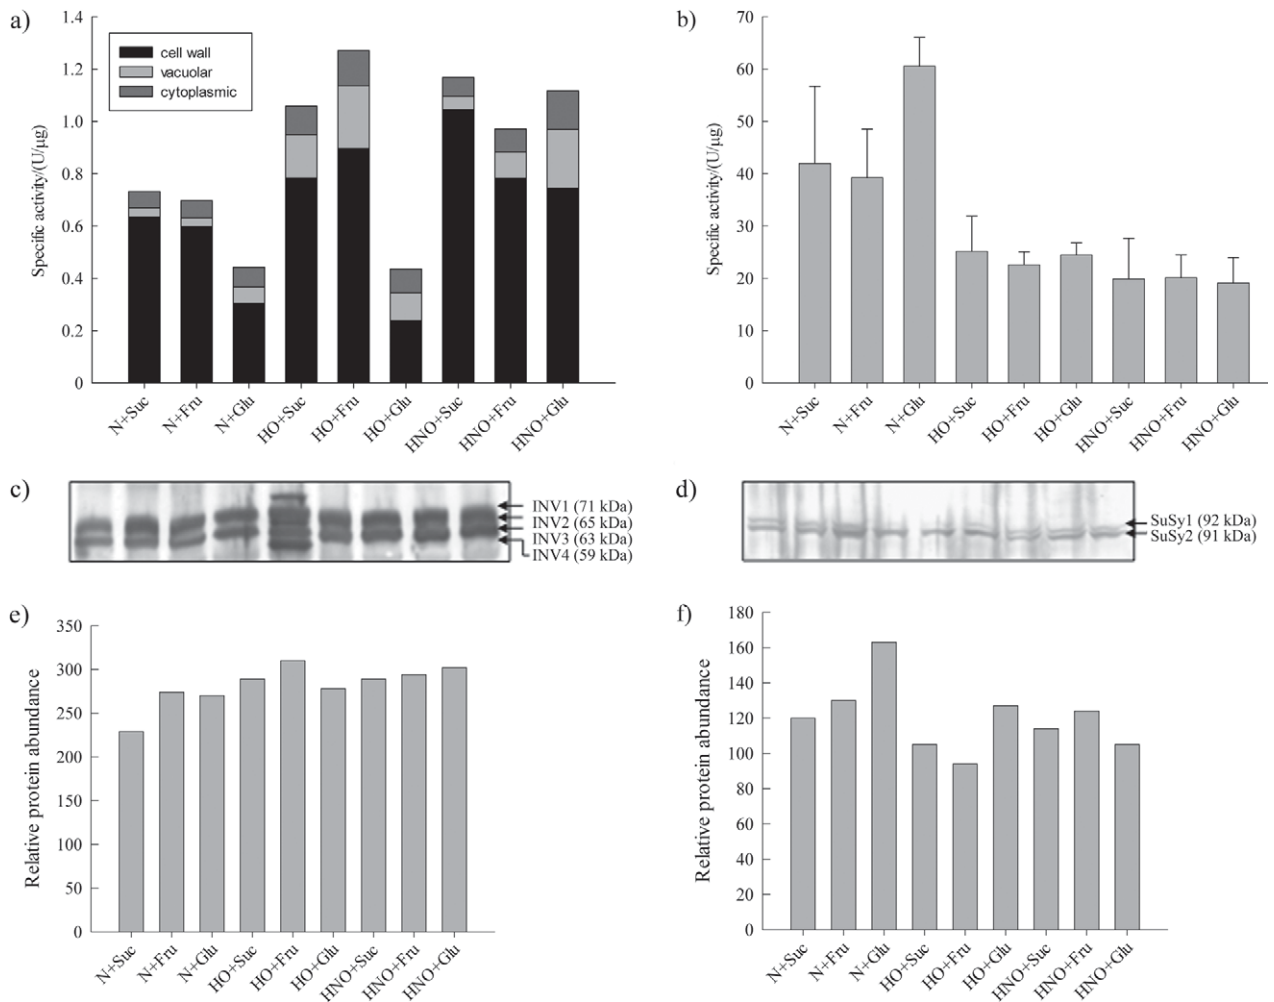 a)
1.4
1.2
1.0
0.8
0.6
0.4
0.2
0
Specific activity/(U/μg)
cell wall
vacuolar
cytoplasmic
N+Suc
N+Fru
N+Glu
HO+Suc
HO+Fru
HO+Glu
HNO+Suc
HNO+Fru
HNO+Glu
b)
70
60
50
40
30
20
10
0
Specific activity/(U/μg)
N+Suc
N+Fru
N+Glu
HO+Suc
HO+Fru
HO+Glu
HNO+Suc
HNO+Fru
HNO+Glu
c)
INV1 (71 kDa)
INV2 (65 kDa)
INV3 (63 kDa)
INV4 (59 kDa)
d)
SuSy1 (92 kDa)
SuSy2 (91 kDa)
e)
350
300
250
200
150
100
50
0
Relative protein abundance
N+Suc
N+Fru
N+Glu
HO+Suc
HO+Fru
HO+Glu
HNO+Suc
HNO+Fru
HNO+Glu
f)
180
160
140
120
100
80
60
40
20
0
Relative protein abundance
N+Suc
N+Fru
N+Glu
HO+Suc
HO+Fru
HO+Glu
HNO+Suc
HNO+Fru
HNO+Glu